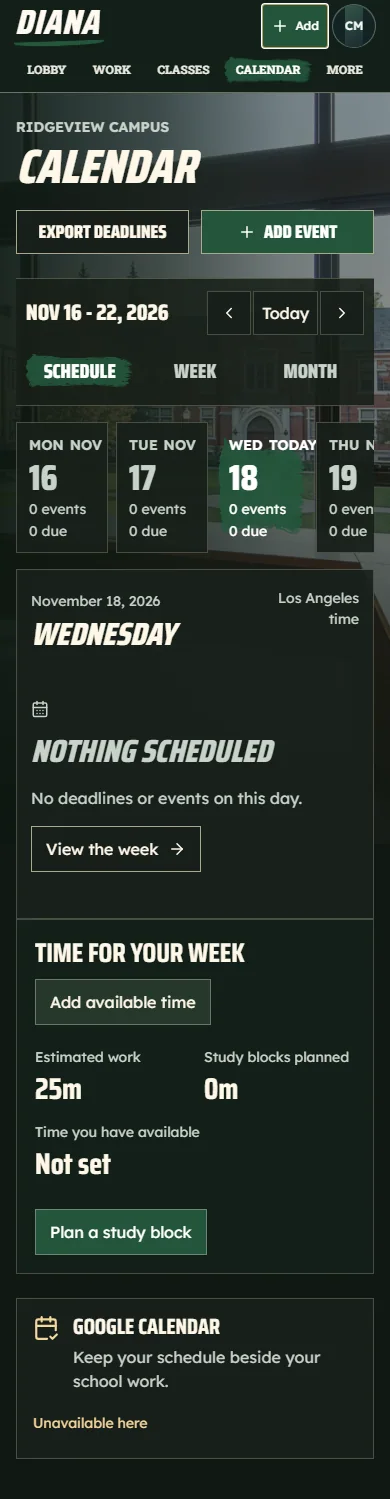 DIANA
+ Add
CM
LOBBY WORK CLASSES CALENDAR MORE
RIDGEVIEW CAMPUS
CALENDAR
EXPORT DEADLINES
+ ADD EVENT
NOV 16 - 22, 2026
< Today >
SCHEDULE WEEK MONTH
MON NOV
16
0 events
0 due
TUE NOV
17
0 events
0 due
WED TODAY
18
0 events
0 due
THU N
19
0 even
0 due
November 18, 2026
Los Angeles
time
WEDNESDAY
NOTHING SCHEDULED
No deadlines or events on this day.
View the week →
TIME FOR YOUR WEEK
Add available time
Estimated work
25m
Study blocks planned
0m
Time you have available
Not set
Plan a study block
GOOGLE CALENDAR
Keep your schedule beside your
school work.
Unavailable here